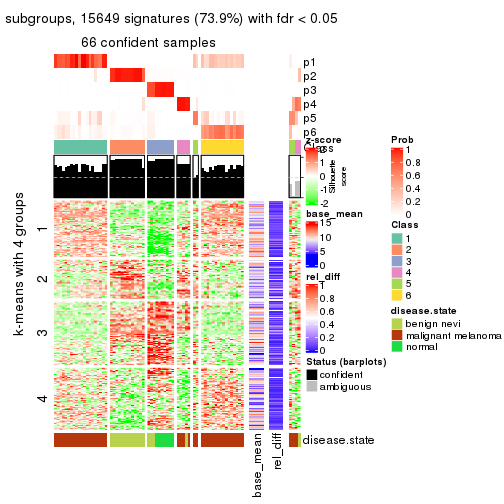 subgroups, 15649 signatures (73.9%) with fdr < 0.05
66 confident samples
p1
p2
p3
p4
p5
p6
Class
z-score
2
1
0
-1
-2
Silhouette
score
base_mean
15
10
5
0
rel_diff
1
0.8
0.6
0.4
0.2
0
Status (barplots)
confident
ambiguous
Prob
1
0.8
0.6
0.4
0.2
0
Class
1
2
3
4
5
6
disease.state
benign nevi
malignant melanoma
normal
k-means with 4 groups
1
2
3
4
disease.state
base_mean
rel_diff